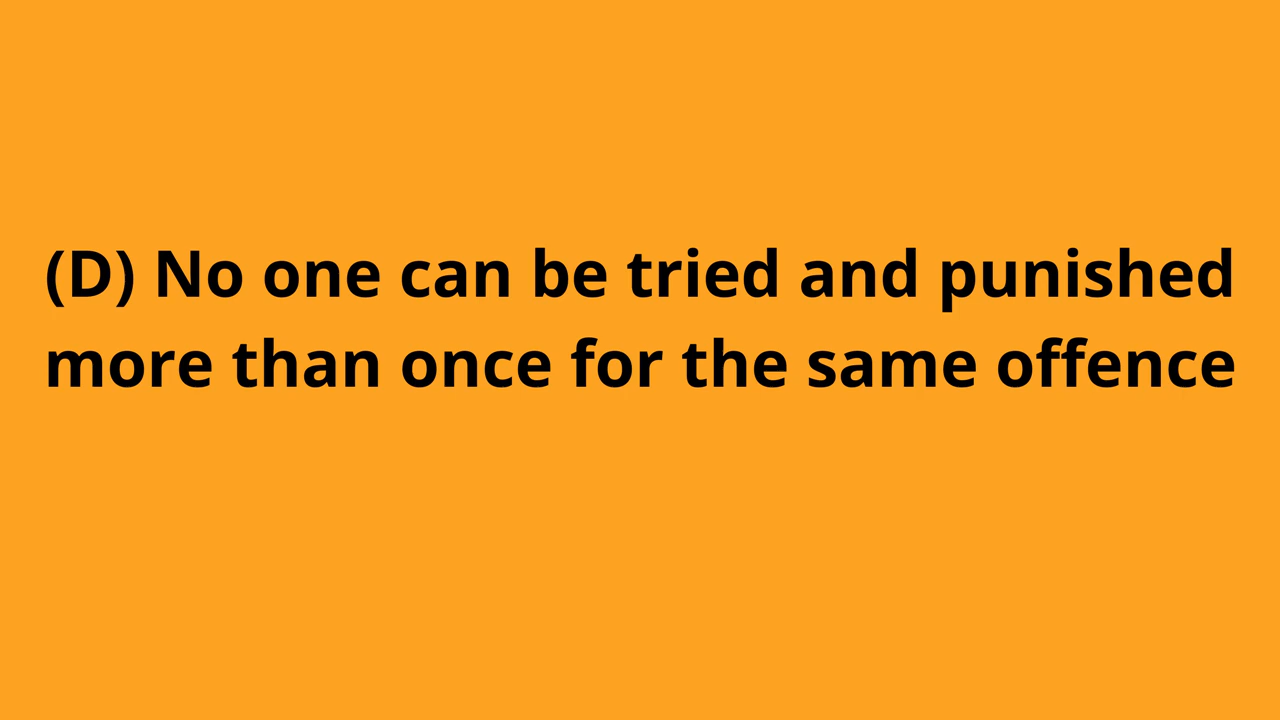 (D) No one can be tried and punished
more than once for the same offence